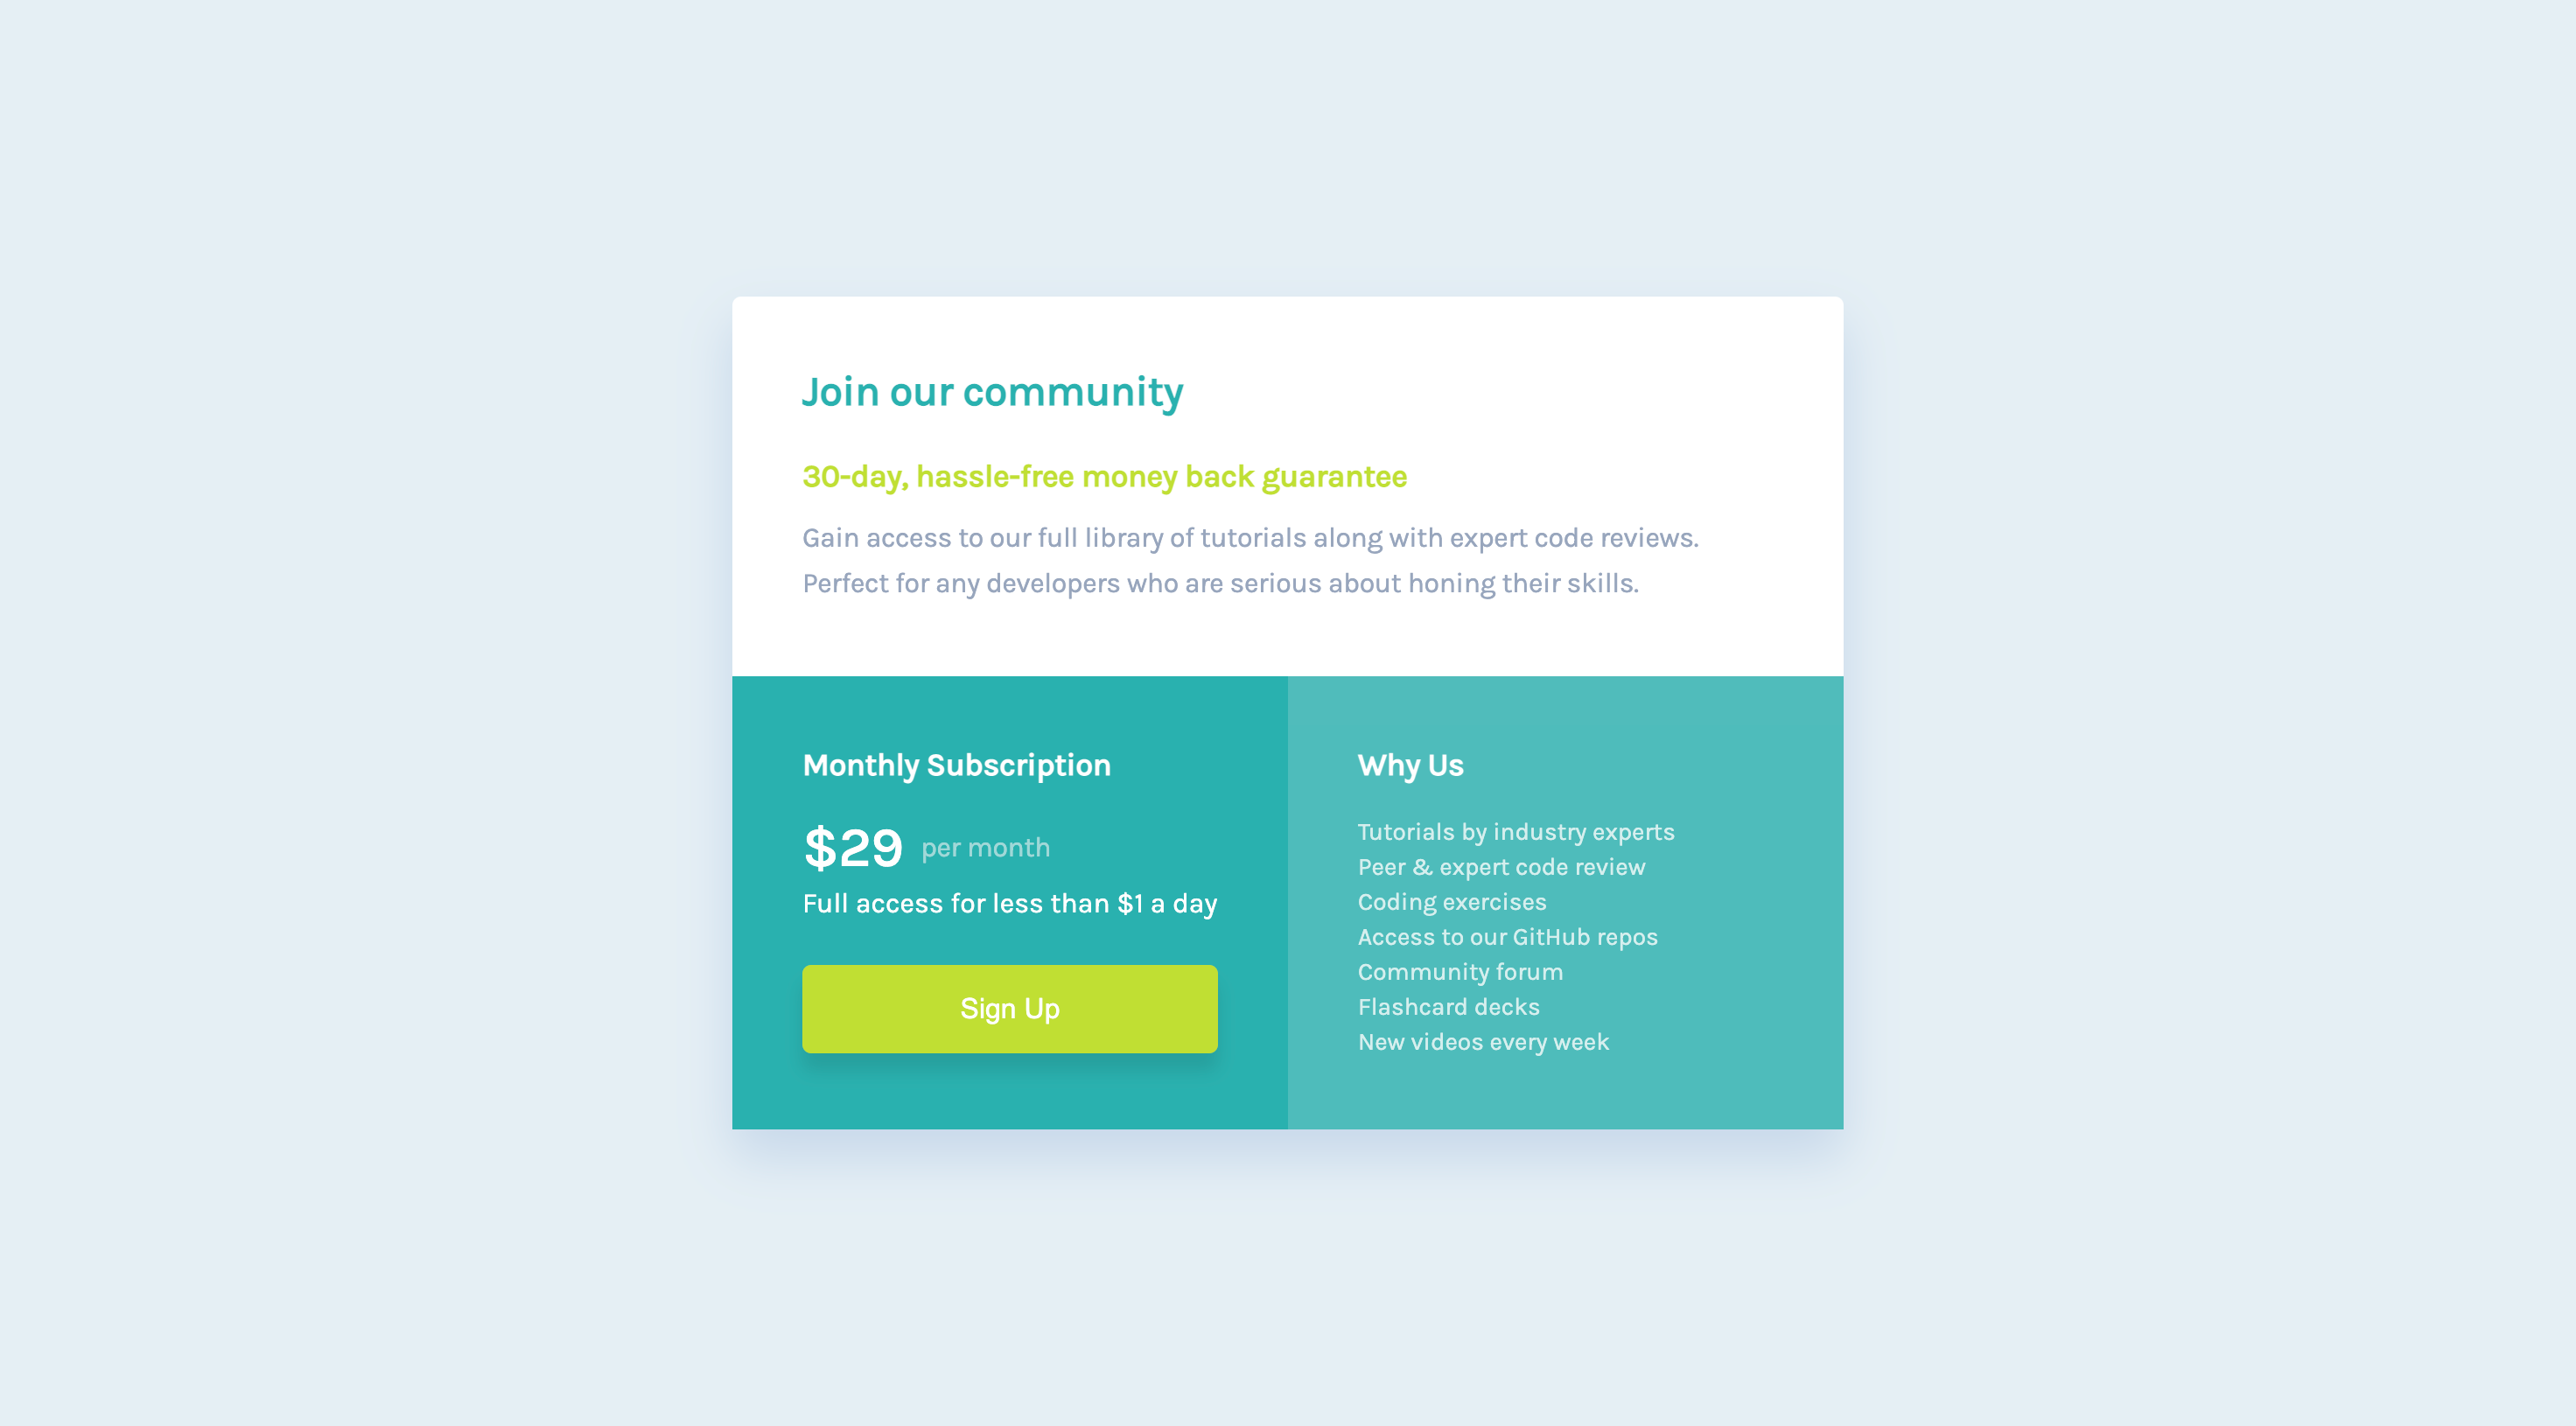 Join our community
30-day, hassle-free money back guarantee
Gain access to our full library of tutorials along with expert code reviews.
Perfect for any developers who are serious about honing their skills.
Monthly Subscription
$29 per month
Full access for less than $1 a day
Sign Up
Why Us
Tutorials by industry experts
Peer & expert code review
Coding exercises
Access to our GitHub repos
Community forum
Flashcard decks
New videos every week